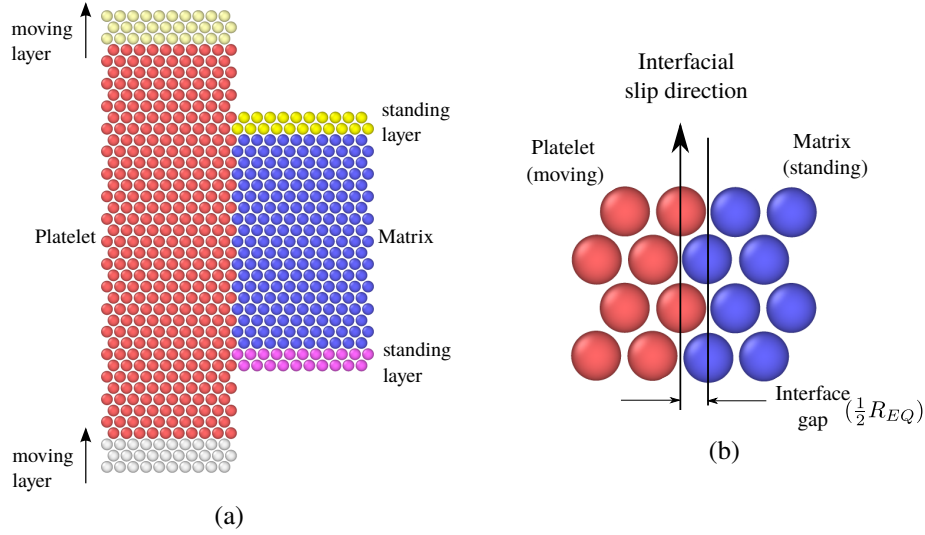 moving
layer
standing
layer
Platelet
Matrix
standing
layer
moving
layer
(a)
Interfacial
slip direction
Platelet
(moving)
Matrix
(standing)
Interface
gap (½R_EQ)
(b)